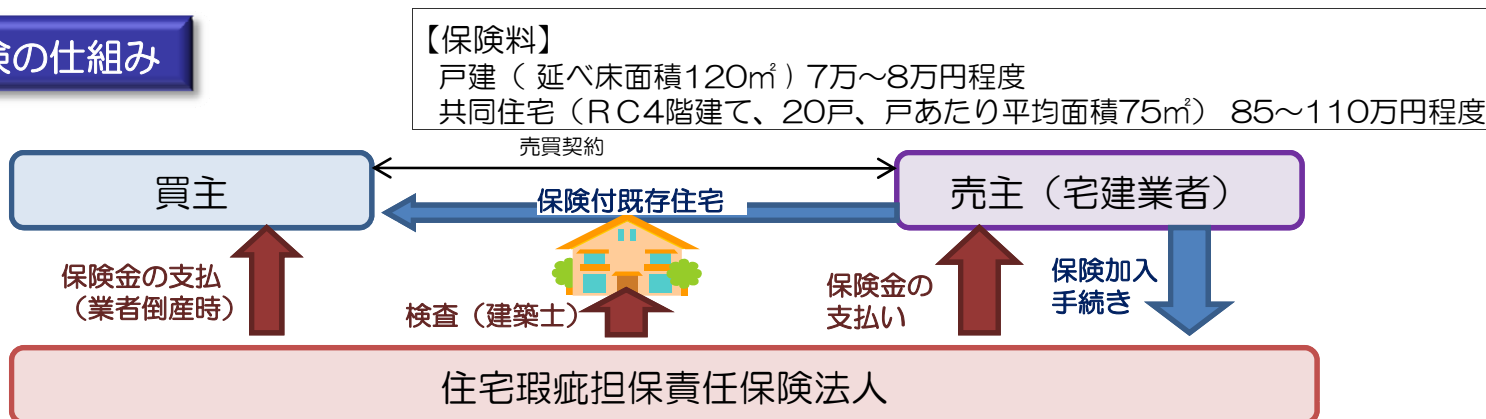 険の仕組み
【保険料】
戸建（ 延べ床面積120㎡ ) 7万～8万円程度
共同住宅（ＲＣ4階建て、20戸、戸あたり平均面積75㎡） 85～110万円程度
売買契約
買主
保険付既存住宅
売主（宅建業者）
保険金の支払
（業者倒産時）
検査（建築士）
保険金の
支払い
保険加入
手続き
住宅瑕疵担保責任保険法人